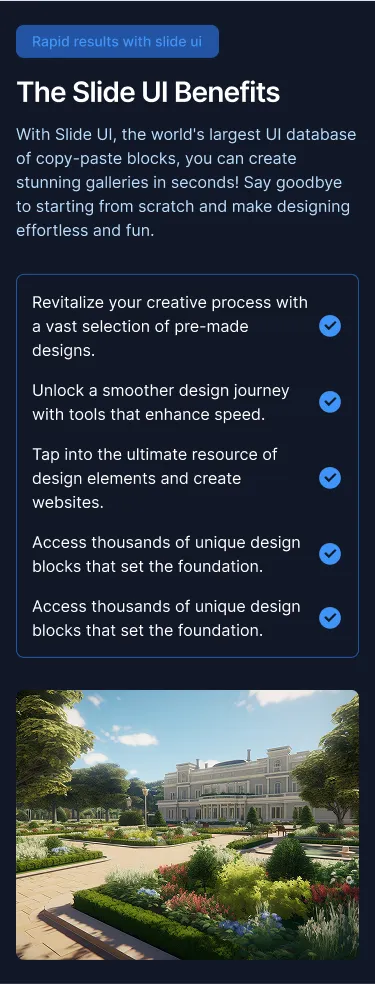 Rapid results with slide ui
The Slide UI Benefits
With Slide UI, the world's largest UI database
of copy-paste blocks, you can create
stunning galleries in seconds! Say goodbye
to starting from scratch and make designing
effortless and fun.
Revitalize your creative process with
a vast selection of pre-made
designs.
Unlock a smoother design journey
with tools that enhance speed.
Tap into the ultimate resource of
design elements and create
websites.
Access thousands of unique design
blocks that set the foundation.
Access thousands of unique design
blocks that set the foundation.